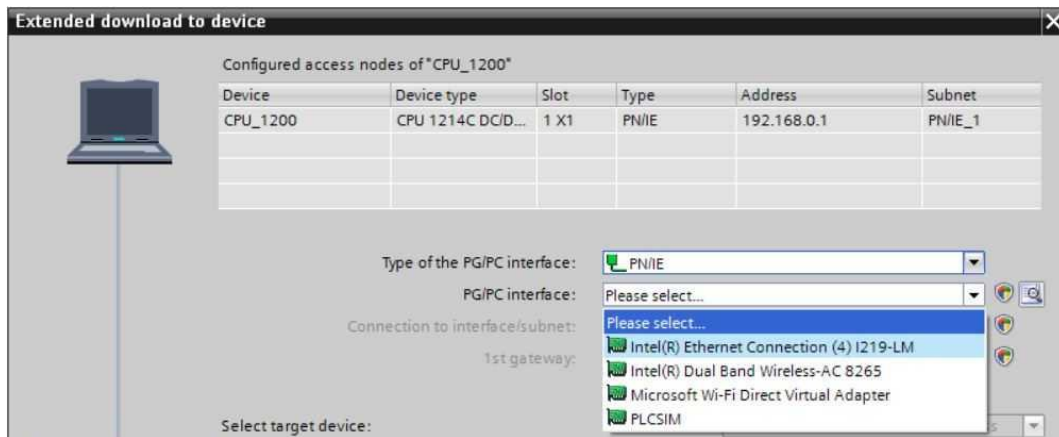 Extended download to device
Configured access nodes of "CPU_1200"
Device Device type Slot Type Address Subnet
CPU_1200 CPU 1214C DC/D... 1 X1 PN/IE 192.168.0.1 PN/IE_1
Type of the PG/PC interface: PN/IE
PG/PC interface: Please select...
Connection to interface/subnet: Please select...
Intel(R) Ethernet Connection (4) I219-LM
1st gateway: Intel(R) Dual Band Wireless-AC 8265
Microsoft Wi-Fi Direct Virtual Adapter
PLCSIM
Select target device: